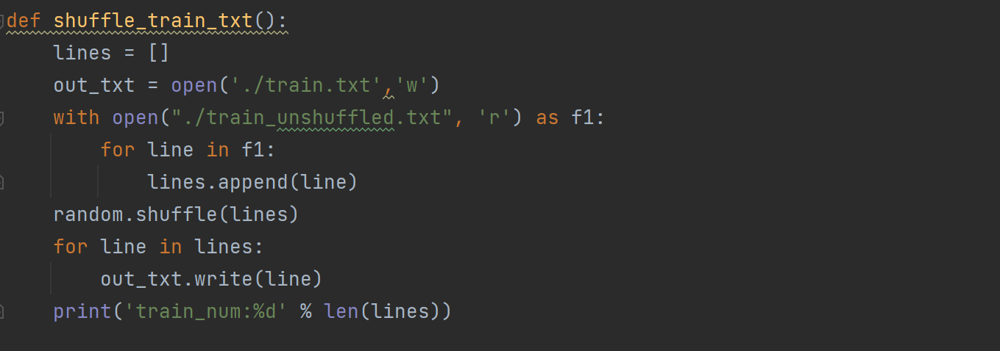 def shuffle_train_txt():
    lines = []
    out_txt = open('./train.txt','w')
    with open("./train_unshuffled.txt", 'r') as f1:
        for line in f1:
            lines.append(line)
    random.shuffle(lines)
    for line in lines:
        out_txt.write(line)
    print('train_num:%d' % len(lines))